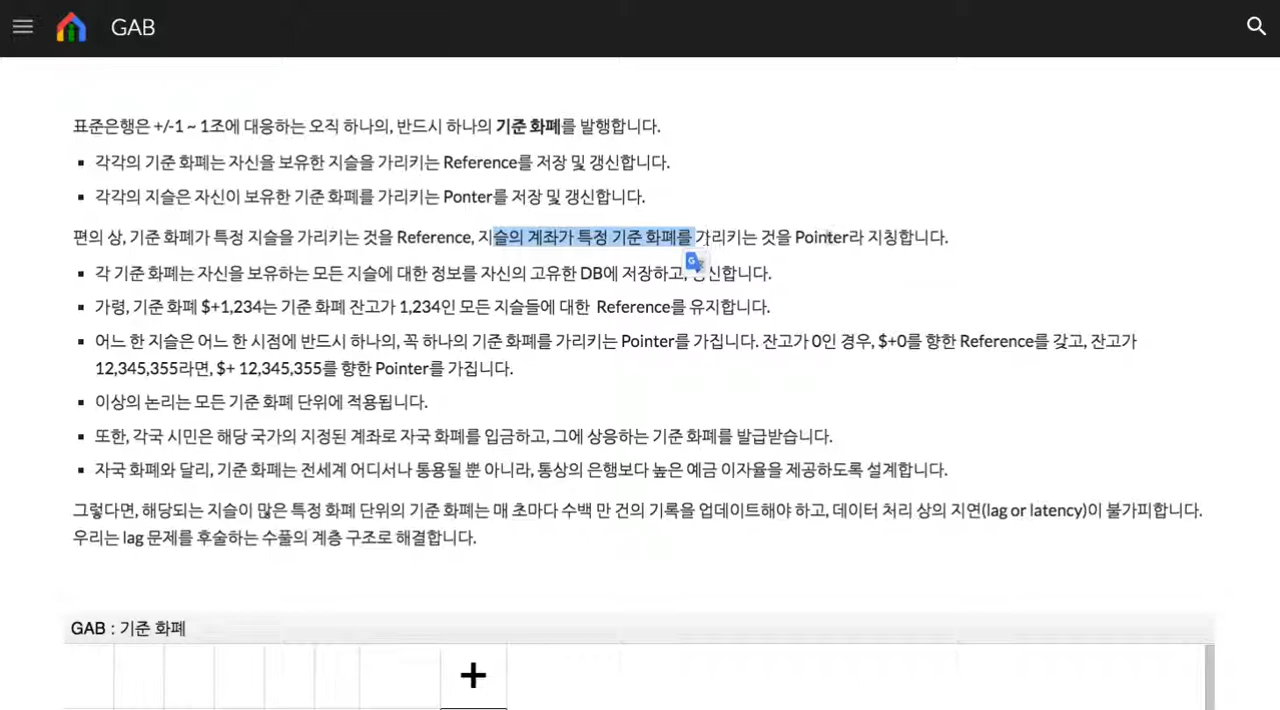 GAB
표준은행은 +/-1 ~ 1조에 대응하는 오직 하나의, 반드시 하나의 기준 화폐를 발행합니다.
▪ 각각의 기준 화폐는 자신을 보유한 지슬을 가리키는 Reference를 저장 및 갱신합니다.
▪ 각각의 지슬은 자신이 보유한 기준 화폐를 가리키는 Ponter를 저장 및 갱신합니다.
편의 상, 기준 화폐가 특정 지슬을 가리키는 것을 Reference, 지슬의 계좌가 특정 기준 화폐를 가리키는 것을 Pointer라 지칭합니다.
▪ 각 기준 화폐는 자신을 보유하는 모든 지슬에 대한 정보를 자신의 고유한 DB에 저장하고, 갱신합니다.
▪ 가령, 기준 화폐 $+1,234는 기준 화폐 잔고가 1,234인 모든 지슬들에 대한 Reference를 유지합니다.
▪ 어느 한 지슬은 어느 한 시점에 반드시 하나의, 꼭 하나의 기준 화폐를 가리키는 Pointer를 가집니다. 잔고가 0인 경우, $+0를 향한 Reference를 갖고, 잔고가
12,345,355라면, $+ 12,345,355를 향한 Pointer를 가집니다.
▪ 이상의 논리는 모든 기준 화폐 단위에 적용됩니다.
▪ 또한, 각국 시민은 해당 국가의 지정된 계좌로 자국 화폐를 입금하고, 그에 상응하는 기준 화폐를 발급받습니다.
▪ 자국 화폐와 달리, 기준 화폐는 전세계 어디서나 통용될 뿐 아니라, 통상의 은행보다 높은 예금 이자율을 제공하도록 설계합니다.
그렇다면, 해당되는 지슬이 많은 특정 화폐 단위의 기준 화폐는 매 초마다 수백 만 건의 기록을 업데이트해야 하고, 데이터 처리 상의 지연(lag or latency)이 불가피합니다.
우리는 lag 문제를 후술하는 수풀의 계층 구조로 해결합니다.
GAB : 기준 화폐
+